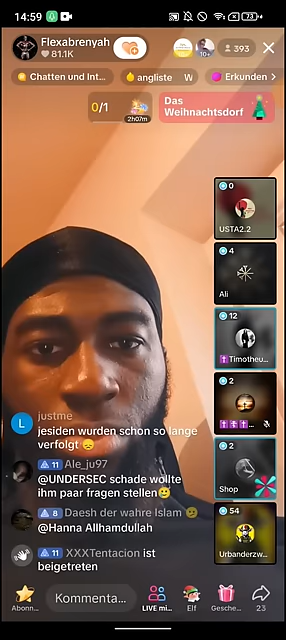 14:59
73
Flexabrenyah
81.1K
10+
393
Chatten und Int...
angliste W
Erkunden
0/1
2h07m
Das
Weihnachtsdorf
0
USTA2.2
4
Ali
12
Timotheu...
2
...
2
Shop
54
Urbanderzw...
L justme
jesiden wurden schon so lange
verfolgt 😞
11 Ale_ju97
@UNDERSEC schade wollte
ihm paar fragen stellen🥲
8 Daesh der wahre Islam
@Hanna Allhamdullah
11 XXXTentacion ist
beigetreten
Kommenta...
Abonn...
LIVE mi...
Elf
Gesche...
23